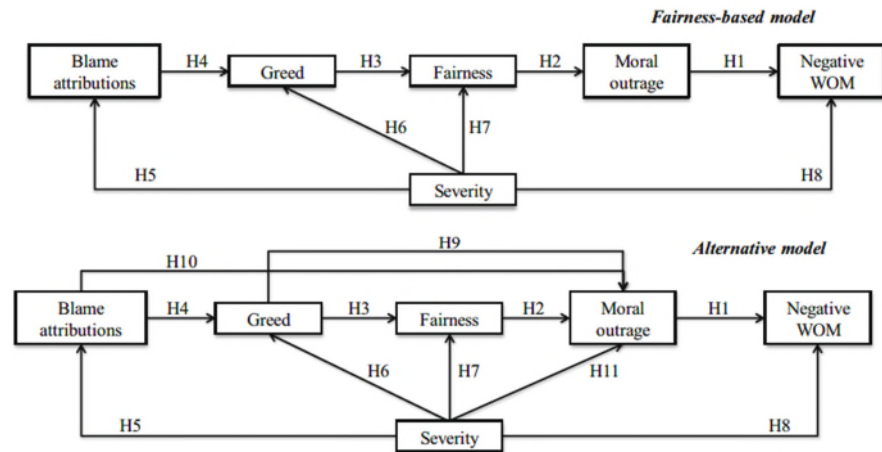 Fairness-based model
Blame
attributions
H4
Greed
H3
Fairness
H2
Moral
outrage
H1
Negative
WOM
H6
H7
H5
H8
Severity
H9
Alternative model
H10
Blame
attributions
H4
Greed
H3
Fairness
H2
Moral
outrage
H1
Negative
WOM
H6
H7
H11
H5
H8
Severity